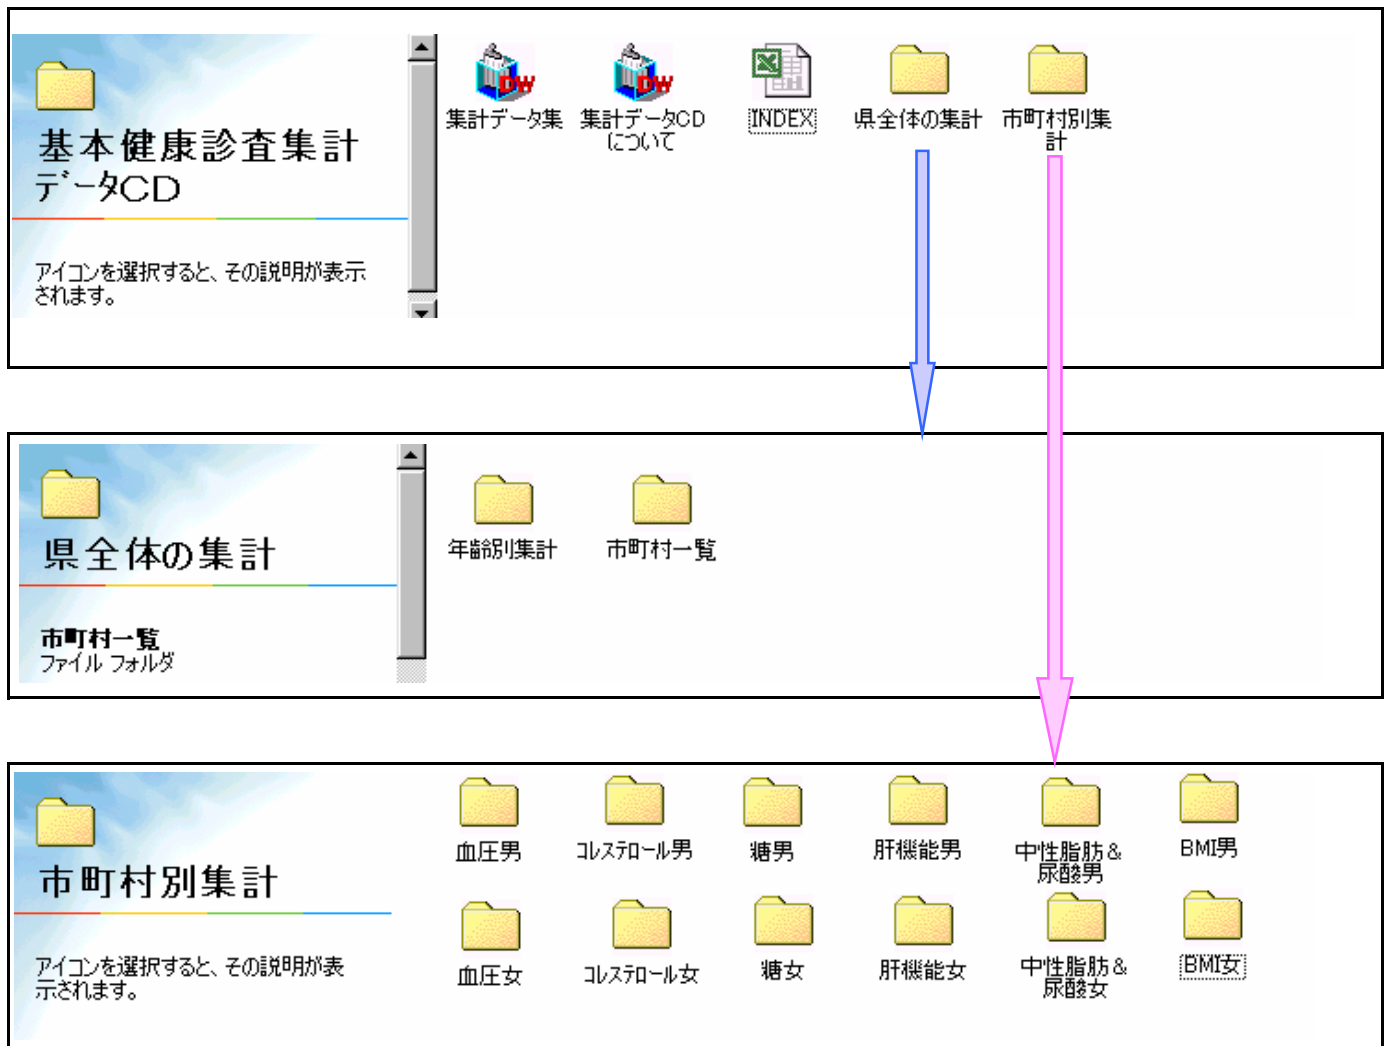 基本健康診査集計
データCD
アイコンを選択すると、その説明が表示
されます。
集計データ集
集計データCD
について
INDEX
県全体の集計
市町村別集
計
県全体の集計
市町村一覧
ファイル フォルダ
年齢別集計
市町村一覧
市町村別集計
アイコンを選択すると、その説明が表
示されます。
血圧男
コレステロール男
糖男
肝機能男
中性脂肪&
尿酸男
BMI男
血圧女
コレステロール女
糖女
肝機能女
中性脂肪&
尿酸女
BMI女